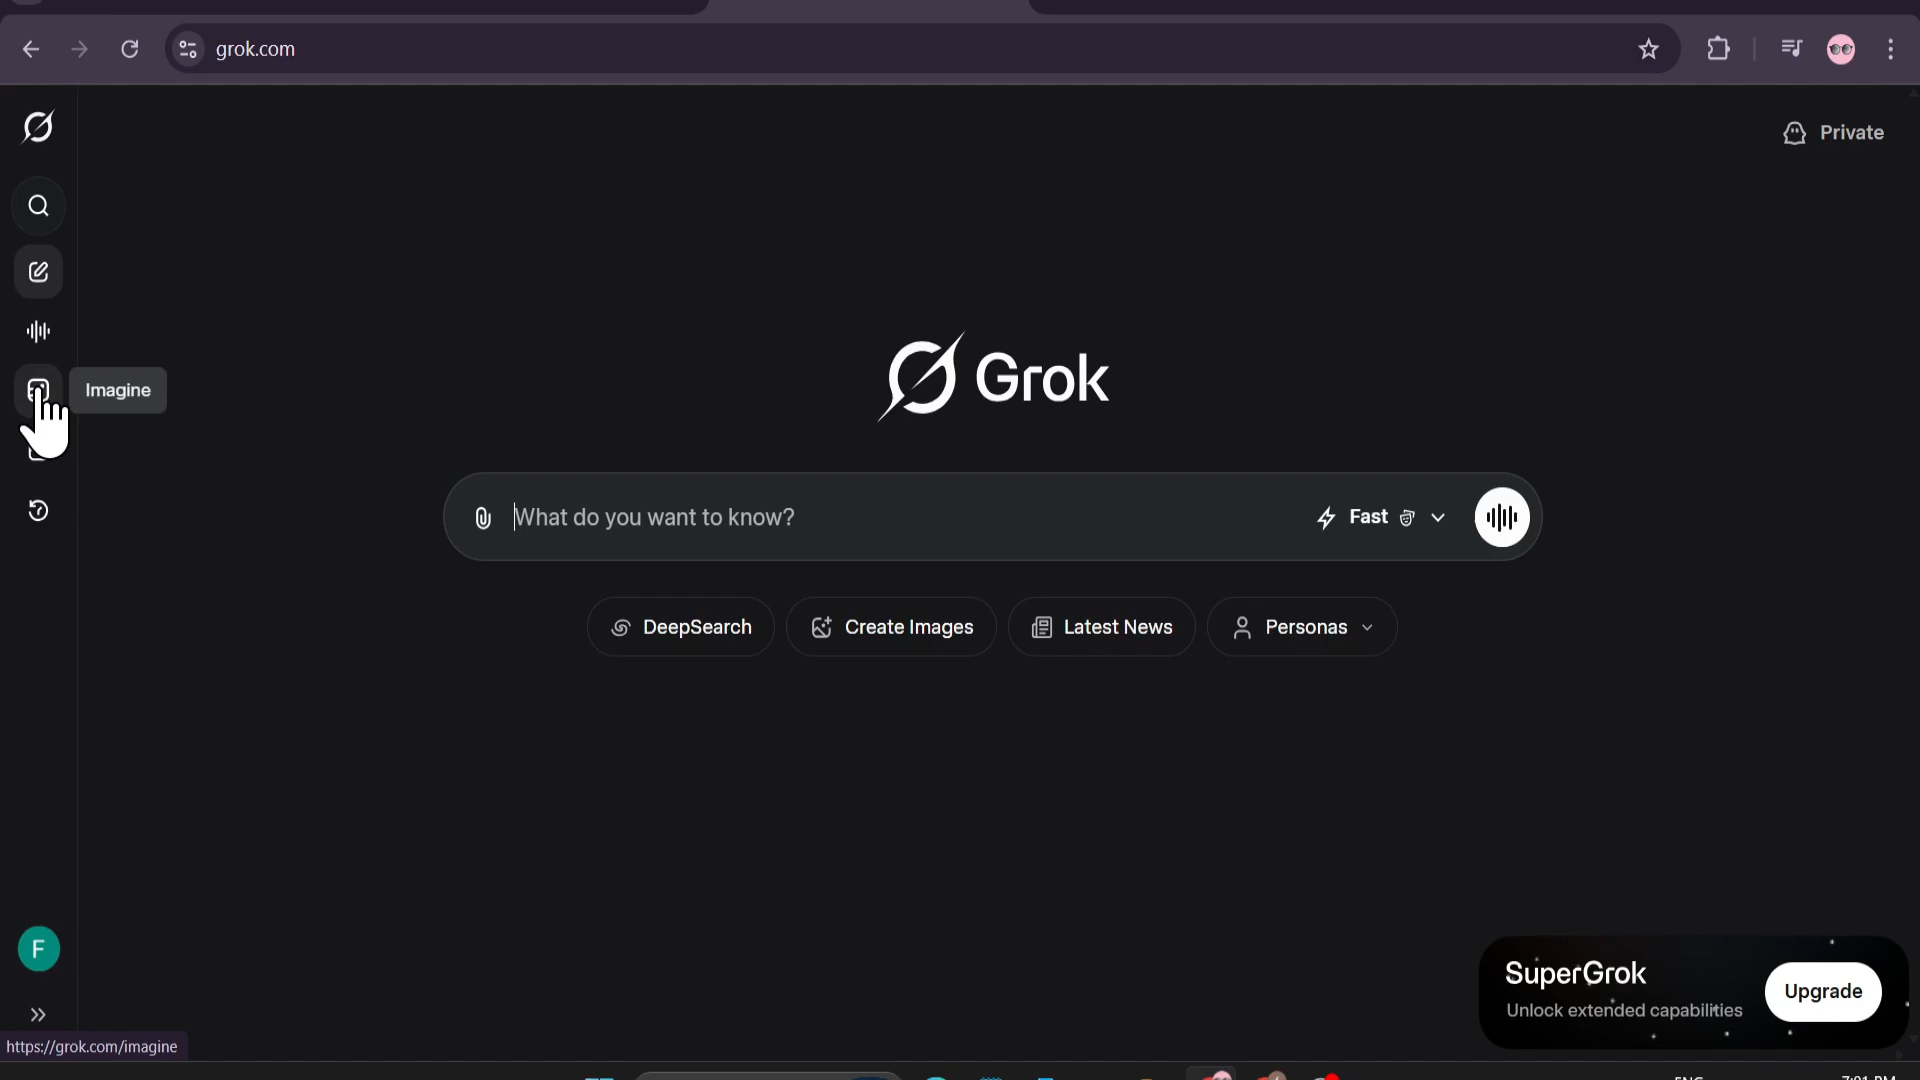 grok.com
Private
Imagine
Grok
What do you want to know?
Fast
DeepSearch
Create Images
Latest News
Personas
F
SuperGrok
Unlock extended capabilities
Upgrade
https://grok.com/imagine